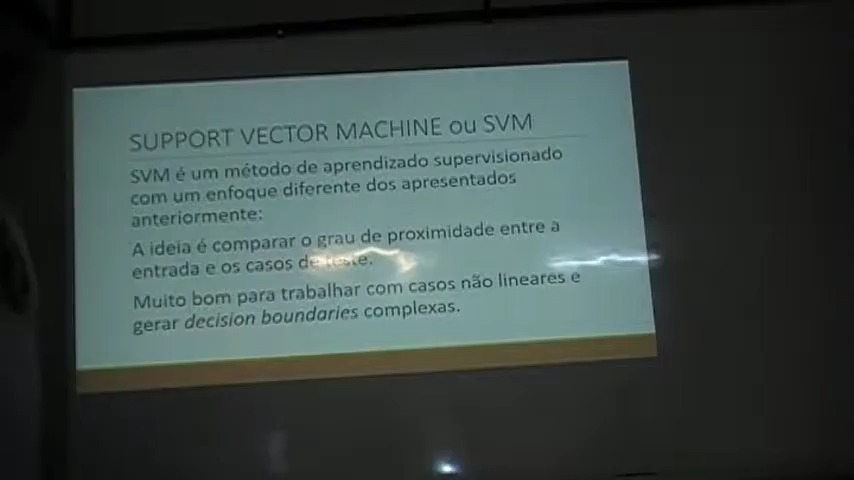 SUPPORT VECTOR MACHINE ou SVM
SVM é um método de aprendizado supervisionado
com um enfoque diferente dos apresentados
anteriormente:
A ideia é comparar o grau de proximidade entre a
entrada e os casos de teste.
Muito bom para trabalhar com casos não lineares e
gerar decision boundaries complexas.